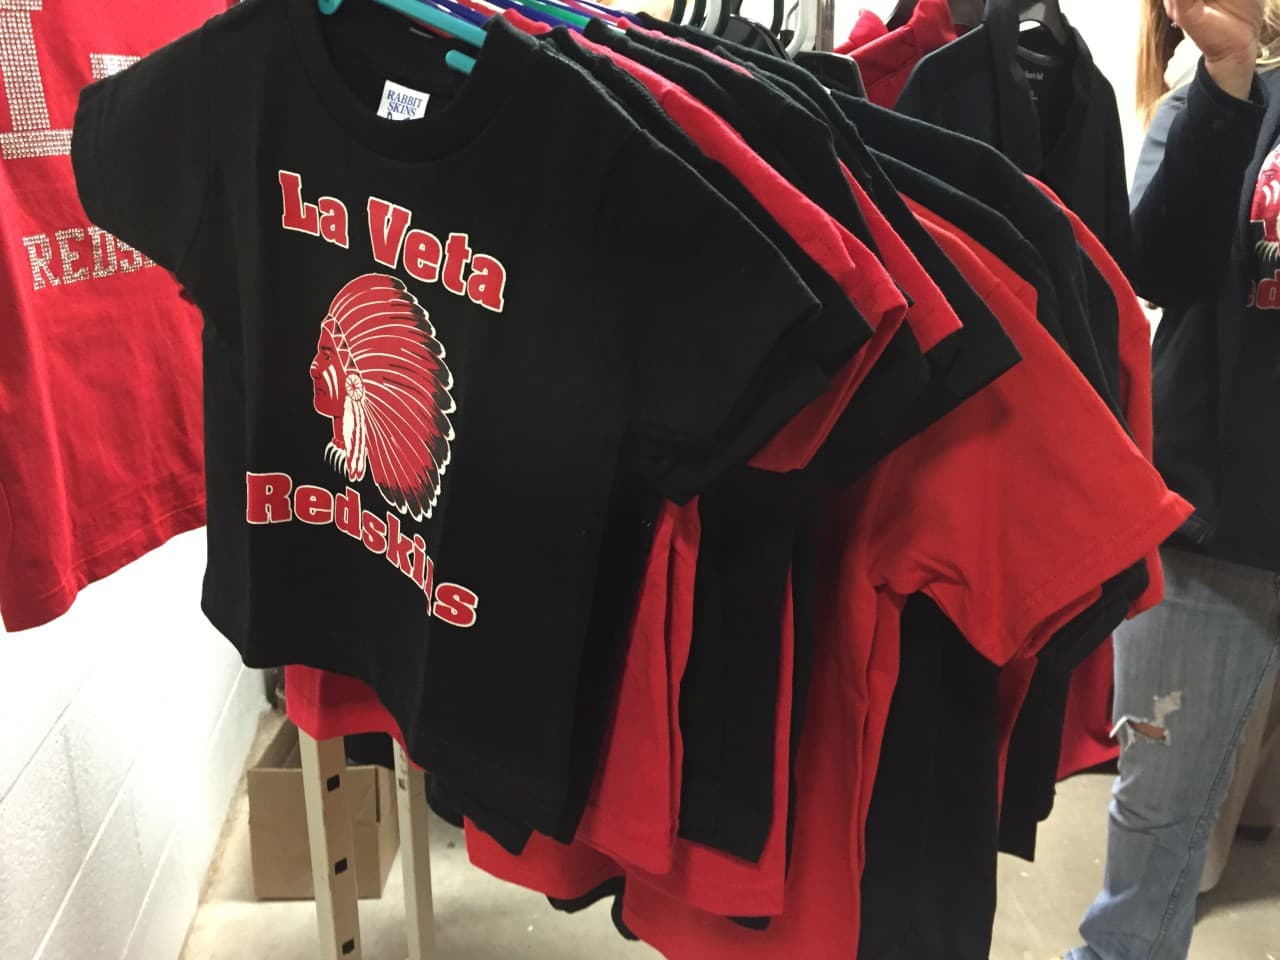 RABBIT
SKINS
La Veta
Redskins